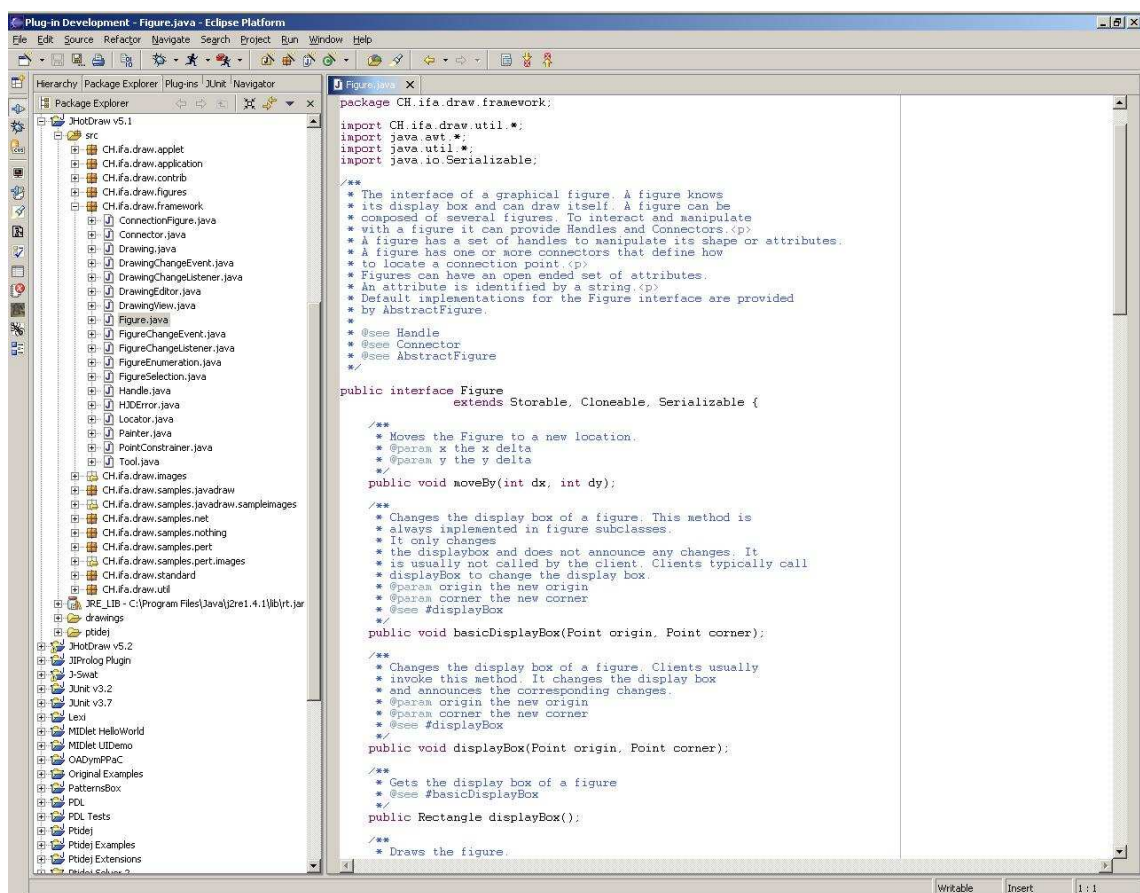 Plug-in Development - Figure.java - Eclipse Platform
File Edit Source Refactor Navigate Search Project Run Window Help
Hierarchy Package Explorer Plug-ins JUnit Navigator
Package Explorer
JHotDraw v5.1
src
CH.ifa.draw.applet
CH.ifa.draw.application
CH.ifa.draw.contrib
CH.ifa.draw.figures
CH.ifa.draw.framework
ConnectionFigure.java
Connector.java
Drawing.java
DrawingChangeEvent.java
DrawingChangeListener.java
DrawingEditor.java
DrawingView.java
Figure.java
FigureChangeEvent.java
FigureChangeListener.java
FigureEnumeration.java
FigureSelection.java
Handle.java
HJDError.java
Locator.java
Painter.java
PointConstrainer.java
Tool.java
CH.ifa.draw.images
CH.ifa.draw.samples.javadraw
CH.ifa.draw.samples.javadraw.sampleimages
CH.ifa.draw.samples.net
CH.ifa.draw.samples.nothing
CH.ifa.draw.samples.pert
CH.ifa.draw.samples.pert.images
CH.ifa.draw.standard
CH.ifa.draw.util
JRE_LIB - C:\Program Files\Java\j2re1.4.1\lib\rt.jar
drawings
ptidej
JHotDraw v5.2
JIProlog Plugin
J-Swat
JUnit v3.2
JUnit v3.7
Lexi
MIDlet HelloWorld
MIDlet UIDemo
OADymPPaC
Original Examples
PatternsBox
PDL
PDL Tests
Ptidej
Ptidej Examples
Ptidej Extensions
Ptidej Solver 2
Figure.java
package CH.ifa.draw.framework;
import CH.ifa.draw.util.*;
import java.awt.*;
import java.util.*;
import java.io.Serializable;
/**
* The interface of a graphical figure. A figure knows
* its display box and can draw itself. A figure can be
* composed of several figures. To interact and manipulate
* with a figure it can provide Handles and Connectors.<p>
* A figure has a set of handles to manipulate its shape or attributes.
* A figure has one or more connectors that define how
* to locate a connection point.<p>
* Figures can have an open ended set of attributes.
* An attribute is identified by a string.<p>
* Default implementations for the Figure interface are provided
* by AbstractFigure.
*
* @see Handle
* @see Connector
* @see AbstractFigure
*/
public interface Figure
extends Storable, Cloneable, Serializable {
/**
* Moves the Figure to a new location.
* @param x the x delta
* @param y the y delta
*/
public void moveBy(int dx, int dy);
/**
* Changes the display box of a figure. This method is
* always implemented in figure subclasses.
* It only changes
* the displaybox and does not announce any changes. It
* is usually not called by the client. Clients typically call
* displayBox to change the display box.
* @param origin the new origin
* @param corner the new corner
* @see #displayBox
*/
public void basicDisplayBox(Point origin, Point corner);
/**
* Changes the display box of a figure. Clients usually
* invoke this method. It changes the display box
* and announces the corresponding changes.
* @param origin the new origin
* @param corner the new corner
* @see #displayBox
*/
public void displayBox(Point origin, Point corner);
/**
* Gets the display box of a figure
* @see #basicDisplayBox
*/
public Rectangle displayBox();
/**
* Draws the figure.
Writable Insert 1 : 1